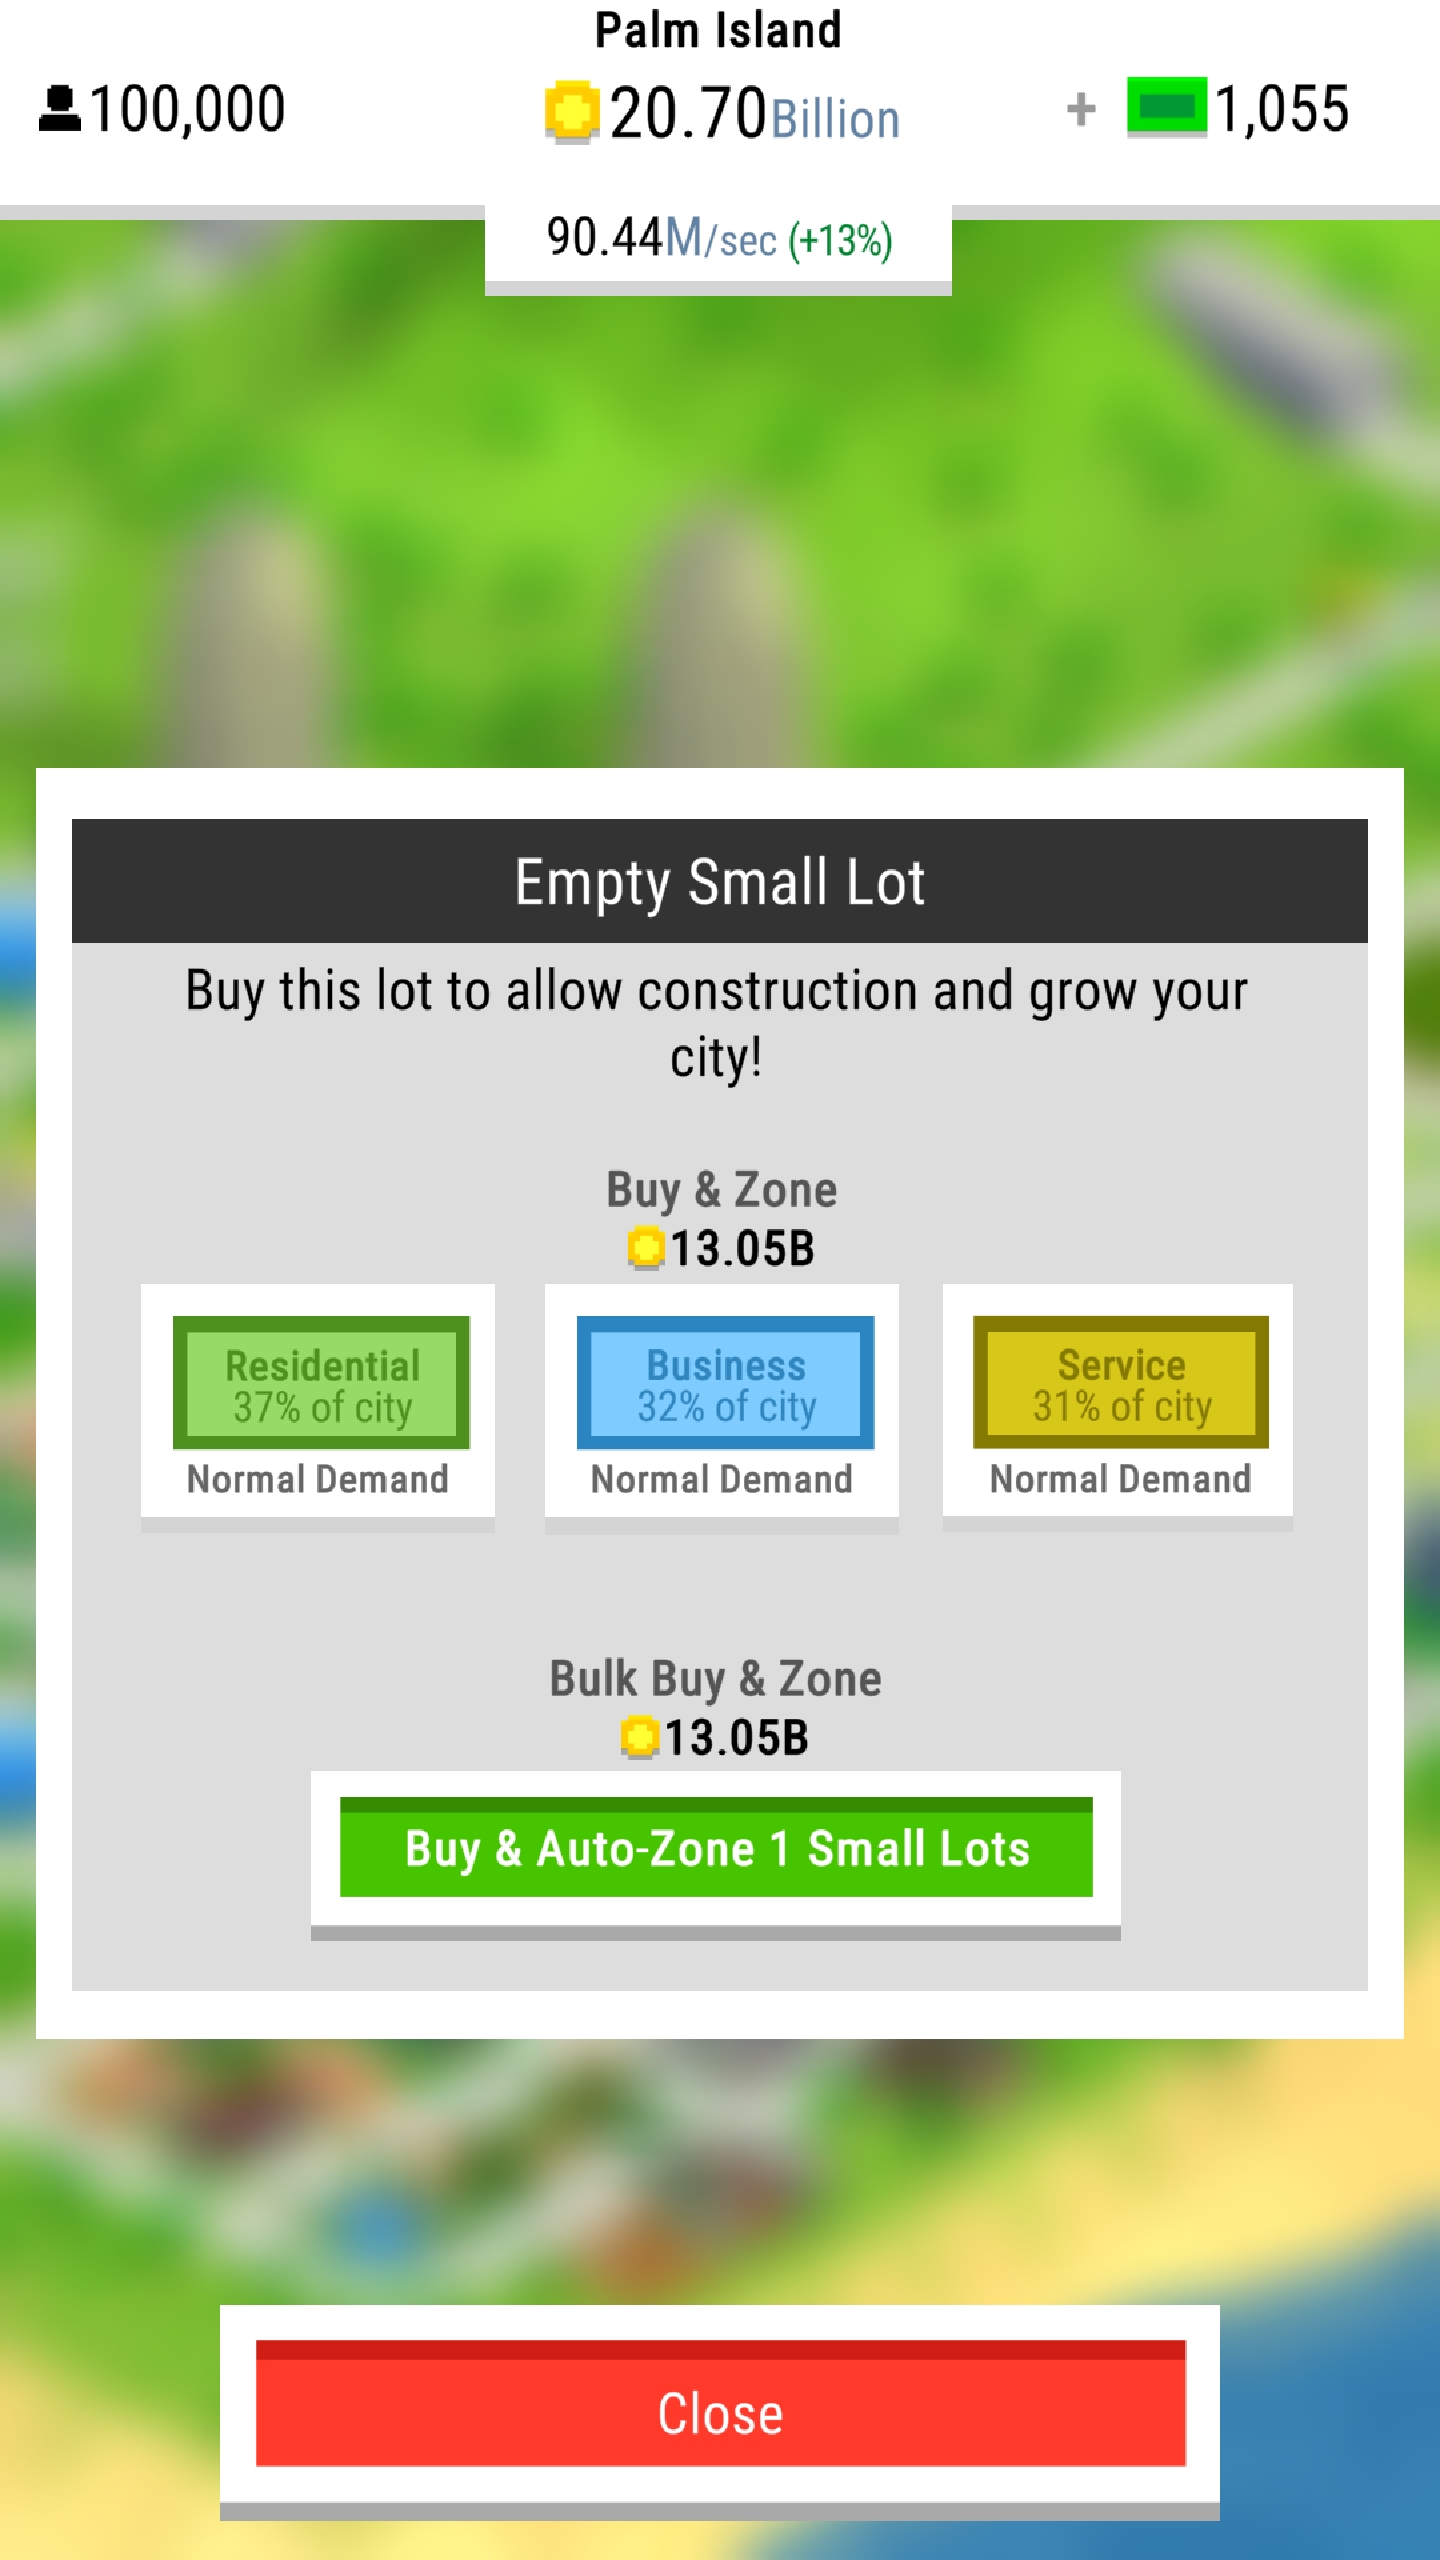 Palm Island
100,000
20.70Billion
+ 1,055
90.44M/sec (+13%)
Empty Small Lot
Buy this lot to allow construction and grow your
city!
Buy & Zone
13.05B
Residential
37% of city
Normal Demand
Business
32% of city
Normal Demand
Service
31% of city
Normal Demand
Bulk Buy & Zone
13.05B
Buy & Auto-Zone 1 Small Lots
Close